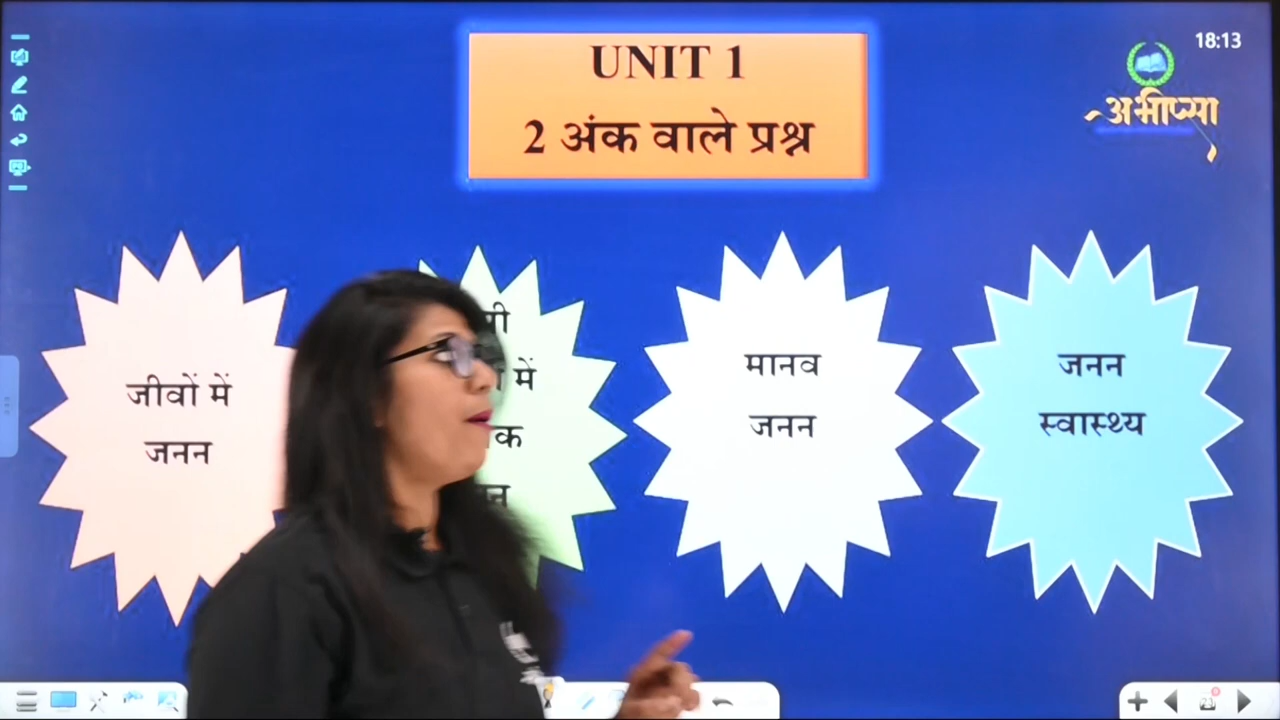 UNIT 1
2 अंक वाले प्रश्न
18:13
अभीप्सा
जीवों में
जनन
में
मानव
जनन
जनन
स्वास्थ्य